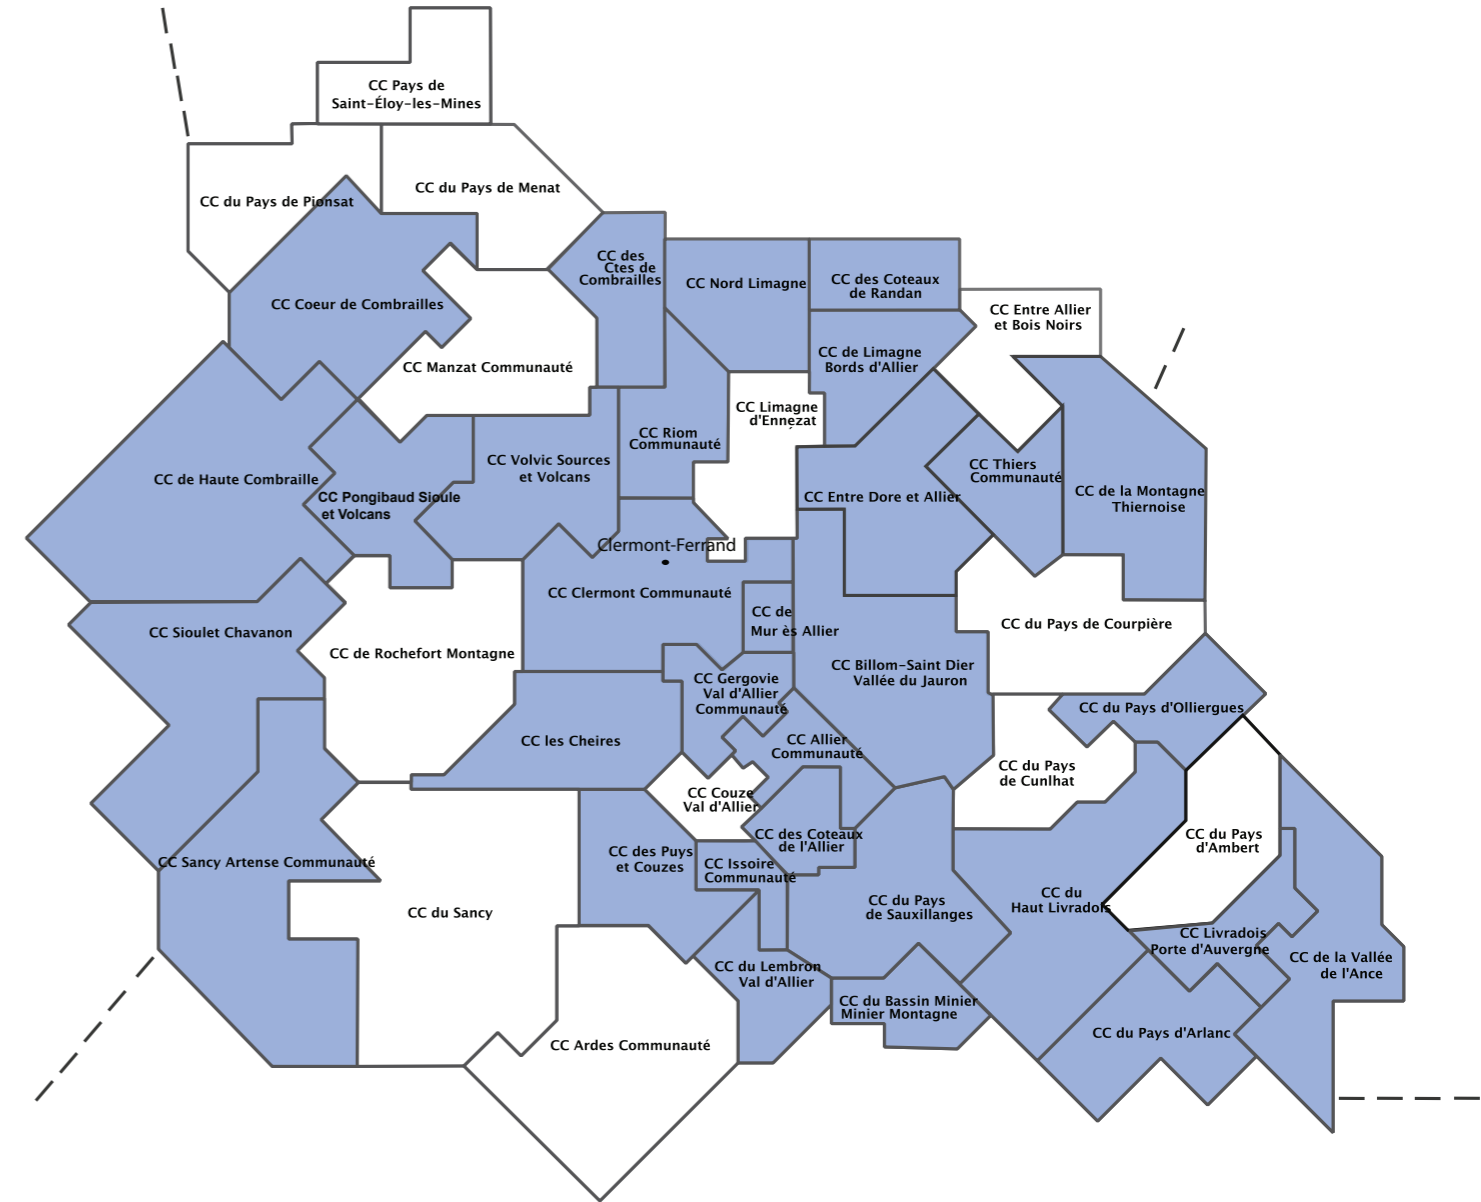 CC Pays de
Saint-Éloy-les-Mines
CC du Pays de Menat
CC du Pays de Pionsat
CC des
Ctes de
Combrailles
CC Nord Limagne
CC des Coteaux
de Randan
CC Coeur de Combrailles
CC Entre Allier
et Bois Noirs
CC de Limagne
Bords d'Allier
CC Manzat Communauté
CC Limagne
d'Ennezat
CC Riom
Communauté
CC Volvic Sources
et Volcans
CC Thiers
Communauté
CC de Haute Combraille
CC Pongibaud Sioule
et Volcans
CC Entre Dore et Allier
CC de la Montagne
Thiernoise
Clermont-Ferrand
CC Clermont Communauté
CC de
Mur ès Allier
CC du Pays de Courpière
CC Sioulet Chavanon
CC de Rochefort Montagne
CC Billom-Saint Dier
Vallée du Jauron
CC Gergovie
Val d'Allier
Communauté
CC du Pays d'Olliergues
CC les Cheires
CC Allier
Communauté
CC du Pays
de Cunlhat
CC Couze
Val d'Allier
CC des Coteaux
de l'Allier
CC du Pays
d'Ambert
CC Sancy Artense Communauté
CC des Puys
et Couzes
CC Issoire
Communauté
CC du Sancy
CC du Pays
de Sauxillanges
CC du
Haut Livradois
CC Livradois
Porte d'Auvergne
CC de la Vallée
de l'Ance
CC du Lembron
Val d'Allier
CC du Bassin Minier
Minier Montagne
CC du Pays d'Arlanc
CC Ardes Communauté